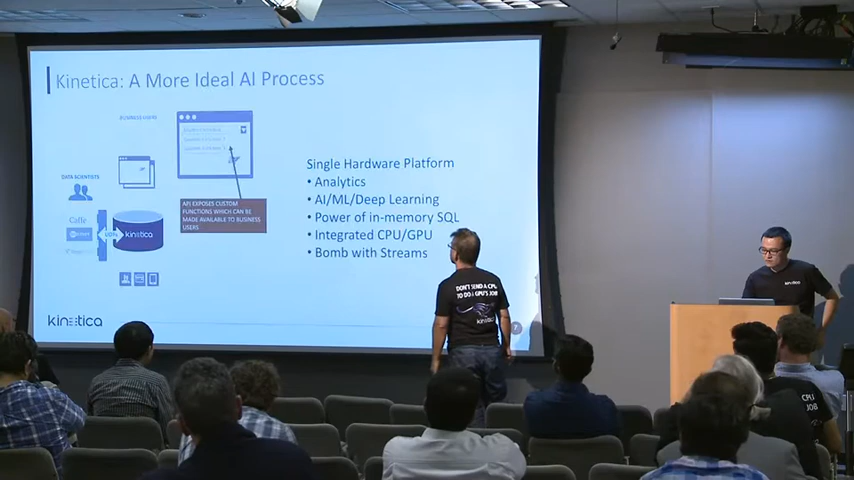 Kinetica: A More Ideal AI Process
BUSINESS USERS
DATA SCIENTISTS
API EXPOSES CUSTOM
FUNCTIONS WHICH CAN BE
MADE AVAILABLE TO BUSINESS
USERS
Caffe
UDFs
kinetica
Single Hardware Platform
• Analytics
• AI/ML/Deep Learning
• Power of in-memory SQL
• Integrated CPU/GPU
• Bomb with Streams
kinetica
7
DON'T SEND A CPU
TO DO A GPU'S JOB
kinetica
kinetica
CPU
JOB